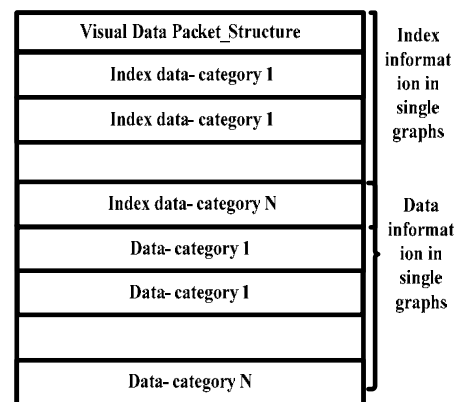 Visual Data Packet_Structure
Index data- category 1
Index data- category 1
Index data- category N
Data- category 1
Data- category 1
Data- category N
Index
informat
ion in
single
graphs
Data
informat
ion in
single
graphs